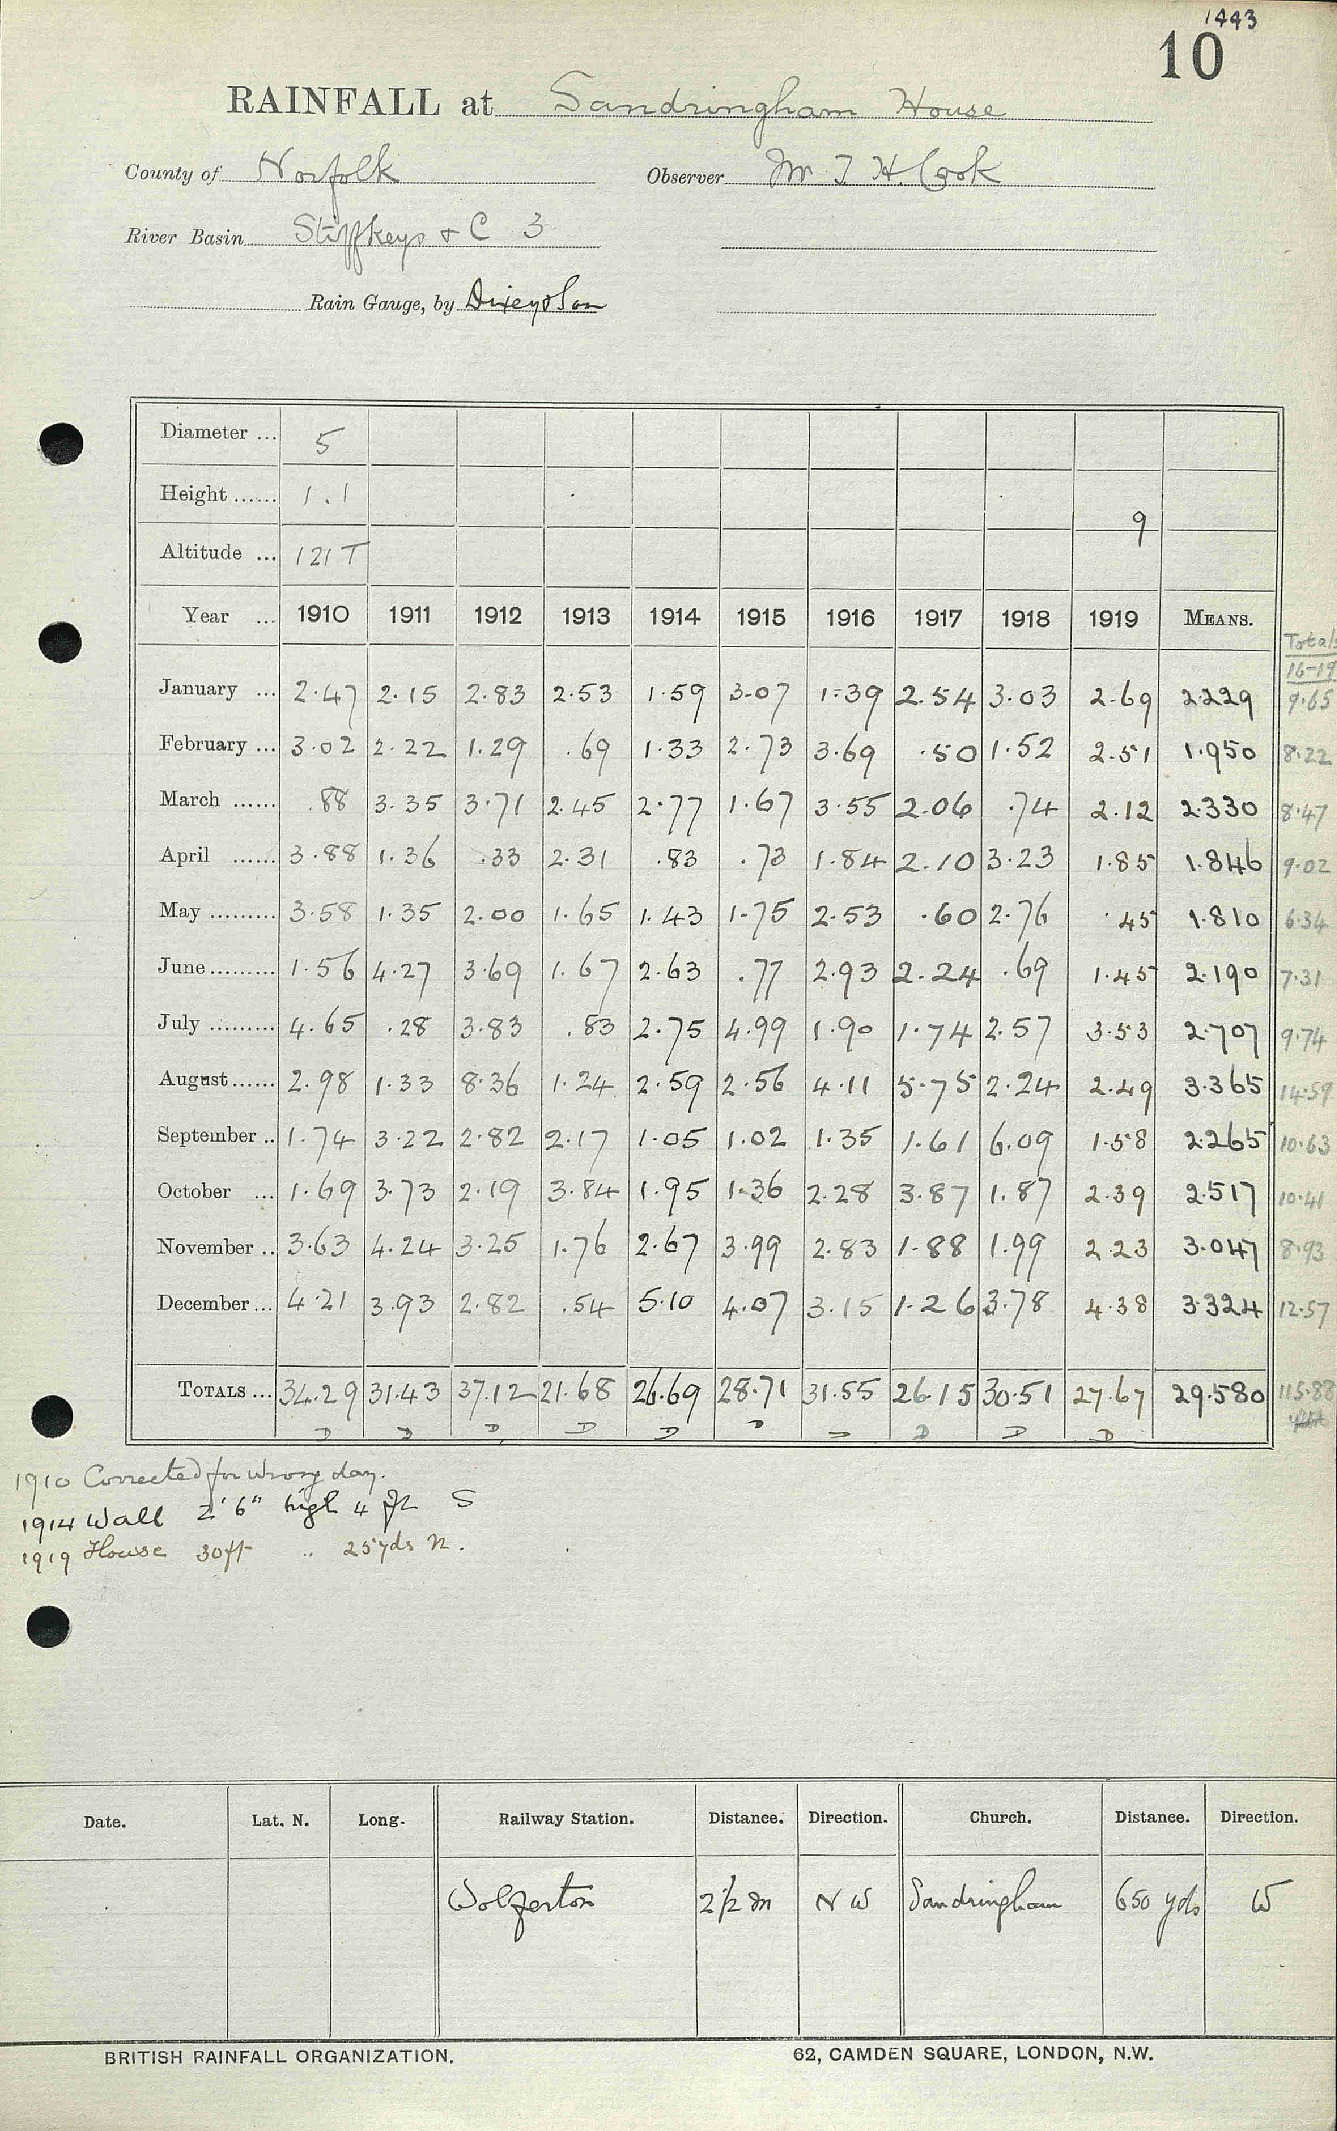 1443
10
RAINFALL at Sandringham House
County of Norfolk Observer Mr T H. Cook
River Basin Stiffkeys & C 3
Rain Gauge, by Dixey & Son
Diameter ... 5
Height ...... 1.1
9
Altitude ... 121 T
Year ... 1910 1911 1912 1913 1914 1915 1916 1917 1918 1919 MEANS.
Totals
16-19
January ... 2.47 2.15 2.83 2.53 1.59 3.07 1.39 2.54 3.03 2.69 2.229 9.65
February ... 3.02 2.22 1.29 .69 1.33 2.73 3.69 .50 1.52 2.51 1.950 8.22
March ...... .88 3.35 3.71 2.45 2.77 1.67 3.55 2.06 .74 2.12 2.330 8.47
April ...... 3.88 1.36 .33 2.31 .83 .73 1.84 2.10 3.23 1.85 1.846 9.02
May ......... 3.58 1.35 2.00 1.65 1.43 1.75 2.53 .60 2.76 .45 1.810 6.34
June ......... 1.56 4.27 3.69 1.67 2.63 .77 2.93 2.24 .69 1.45 2.190 7.31
July ......... 4.65 .28 3.83 .83 2.75 4.99 1.90 1.74 2.57 3.53 2.707 9.74
August ...... 2.98 1.33 8.36 1.24 2.59 2.56 4.11 5.75 2.24 2.49 3.365 14.59
September .. 1.74 3.22 2.82 2.17 1.05 1.02 1.35 1.61 6.09 1.58 2.265 10.63
October ... 1.69 3.73 2.19 3.84 1.95 1.36 2.28 3.87 1.87 2.39 2.517 10.41
November .. 3.63 4.24 3.25 1.76 2.67 3.99 2.83 1.88 1.99 2.23 3.047 8.93
December ... 4.21 3.93 2.82 .54 5.10 4.07 3.15 1.26 3.78 4.38 3.324 12.57
TOTALS ... 34.29 31.43 37.12 21.68 26.69 28.71 31.55 26.15 30.51 27.67 29.580 115.88
D D D D D D D D D D
1910 Corrected for wrong day.
1914 Wall 2'6" high 4 ft S
1919 House 30ft .. 25yds N.
Date. Lat. N. Long. Railway Station. Distance. Direction. Church. Distance. Direction.
Wolferton 2½ m N W Sandringham 650 yds W
BRITISH RAINFALL ORGANIZATION. 62, CAMDEN SQUARE, LONDON, N.W.